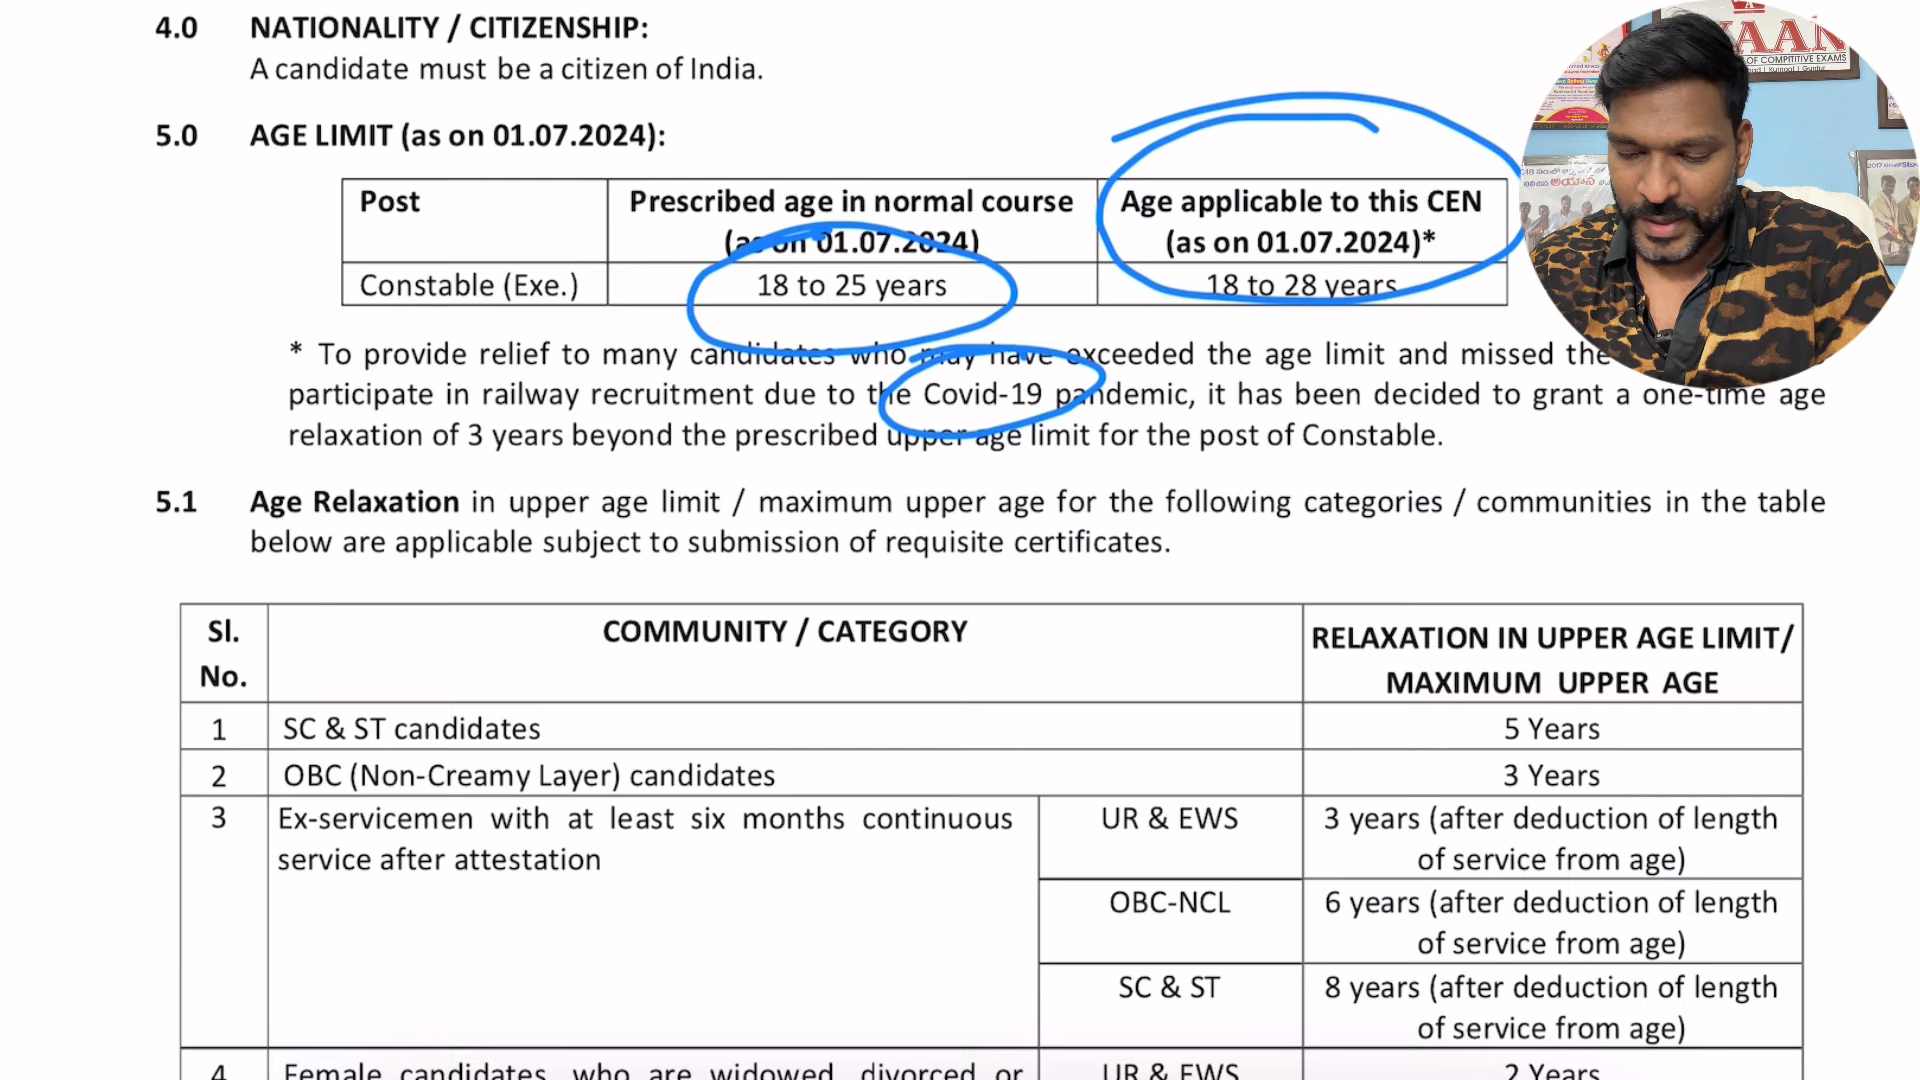 4.0 NATIONALITY / CITIZENSHIP:
A candidate must be a citizen of India.
5.0 AGE LIMIT (as on 01.07.2024):
Post Prescribed age in normal course (as on 01.07.2024) Age applicable to this CEN (as on 01.07.2024)*
Constable (Exe.) 18 to 25 years 18 to 28 years
* To provide relief to many candidates who may have exceeded the age limit and missed the
participate in railway recruitment due to the Covid-19 pandemic, it has been decided to grant a one-time age
relaxation of 3 years beyond the prescribed upper age limit for the post of Constable.
5.1 Age Relaxation in upper age limit / maximum upper age for the following categories / communities in the table
below are applicable subject to submission of requisite certificates.
Sl. No. COMMUNITY / CATEGORY RELAXATION IN UPPER AGE LIMIT/ MAXIMUM UPPER AGE
1 SC & ST candidates 5 Years
2 OBC (Non-Creamy Layer) candidates 3 Years
3 Ex-servicemen with at least six months continuous service after attestation UR & EWS 3 years (after deduction of length of service from age)
OBC-NCL 6 years (after deduction of length of service from age)
SC & ST 8 years (after deduction of length of service from age)
4 Female candidates, who are widowed, divorced or UR & EWS 2 Years
YAAN
OF COMPITITIVE EXAMS
Kurnool | Guntur
అయాన్